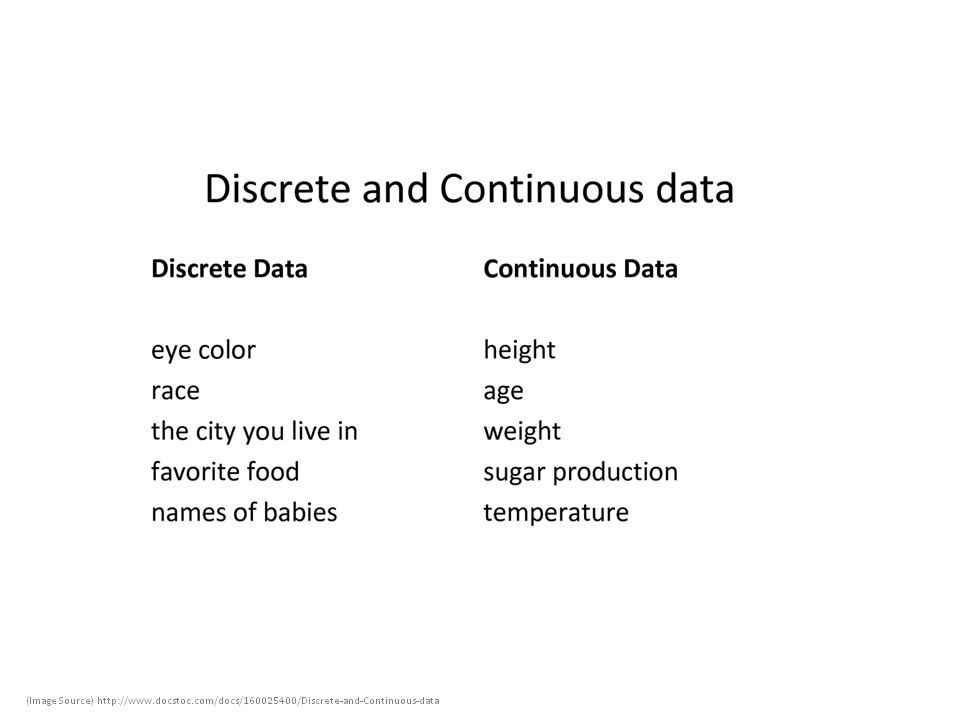 Discrete and Continuous data
Discrete Data
eye color
race
the city you live in
favorite food
names of babies
Continuous Data
height
age
weight
sugar production
temperature
(Image Source) http://www.docstoc.com/docs/160025400/Discrete-and-Continuous-data